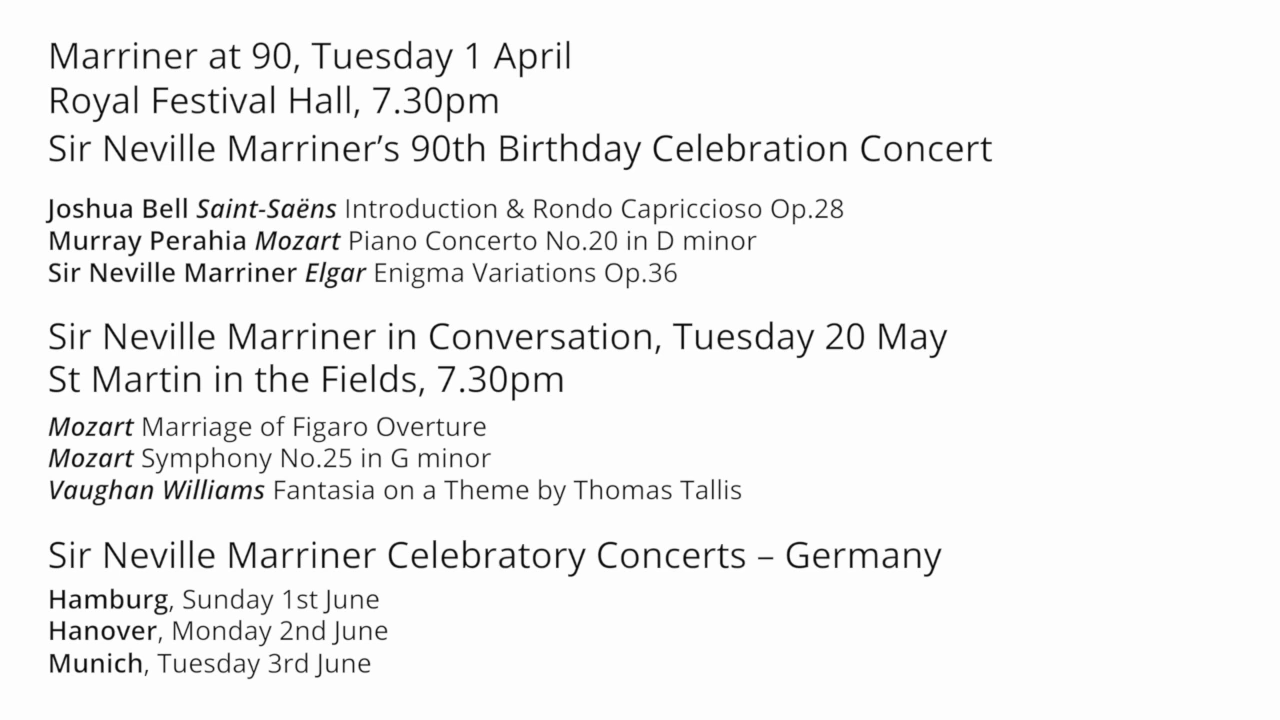 Marriner at 90, Tuesday 1 April
Royal Festival Hall, 7.30pm
Sir Neville Marriner’s 90th Birthday Celebration Concert
Joshua Bell Saint-Saëns Introduction & Rondo Capriccioso Op.28
Murray Perahia Mozart Piano Concerto No.20 in D minor
Sir Neville Marriner Elgar Enigma Variations Op.36
Sir Neville Marriner in Conversation, Tuesday 20 May
St Martin in the Fields, 7.30pm
Mozart Marriage of Figaro Overture
Mozart Symphony No.25 in G minor
Vaughan Williams Fantasia on a Theme by Thomas Tallis
Sir Neville Marriner Celebratory Concerts – Germany
Hamburg, Sunday 1st June
Hanover, Monday 2nd June
Munich, Tuesday 3rd June